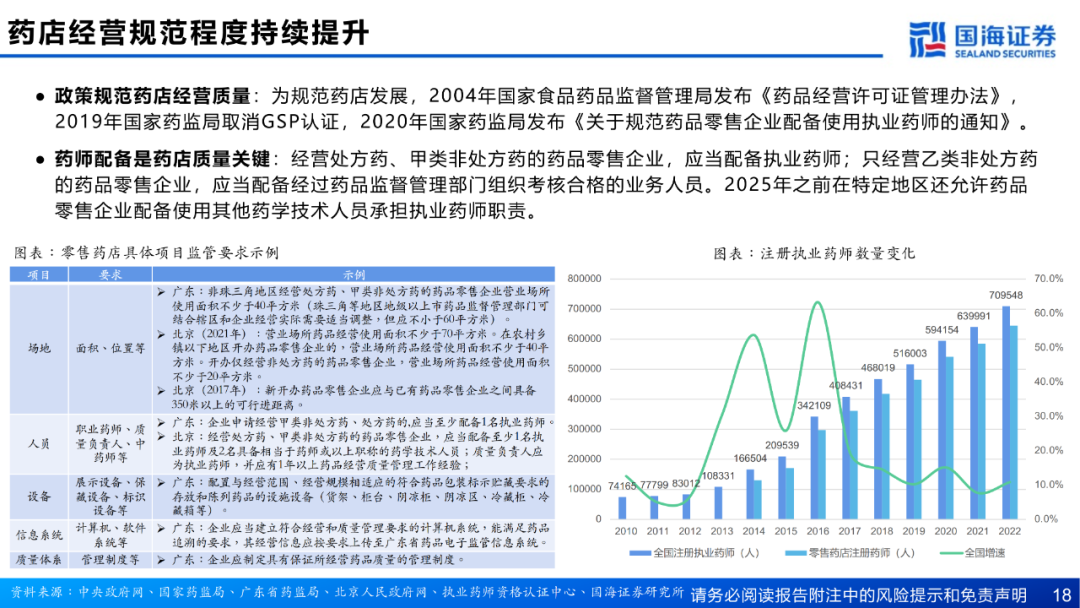 药店经营规范程度持续提升
国海证券
SEALAND SECURITIES
● 政策规范药店经营质量：为规范药店发展，2004年国家食品药品监督管理局发布《药品经营许可证管理办法》，
2019年国家药监局取消GSP认证，2020年国家药监局发布《关于规范药品零售企业配备使用执业药师的通知》。
● 药师配备是药店质量关键：经营处方药、甲类非处方药的药品零售企业，应当配备执业药师；只经营乙类非处方药
的药品零售企业，应当配备经过药品监督管理部门组织考核合格的业务人员。2025年之前在特定地区还允许药品
零售企业配备使用其他药学技术人员承担执业药师职责。
图表：零售药店具体项目监管要求示例
项目 要求 示例
场地
面积、位置等
➢ 广东：非珠三角地区经营处方药、甲类非处方药的药品零售企业营业场所
使用面积不少于40平方米（珠三角等地区地级以上市药品监督管理部门可
结合辖区和企业经营实际需要适当调整，但应不小于60平方米）。
➢ 北京（2021年）：营业场所药品经营使用面积不少于70平方米。在农村乡
镇以下地区开办药品零售企业的，营业场所药品经营使用面积不少于40平
方米。开办仅经营非处方药的药品零售企业，营业场所药品经营使用面积
不少于20平方米。
➢ 北京（2017年）：新开办药品零售企业应与已有药品零售企业之间具备
350米以上的可行进距离。
人员
职业药师、质
量负责人、中
药师等
➢ 广东：企业申请经营甲类非处方药、处方药的,应当至少配备1名执业药师。
➢ 北京：经营处方药、甲类非处方药的药品零售企业，应当配备至少1名执
业药师及2名具备相当于药师或以上职称的药学技术人员；质量负责人应
为执业药师，并应有1年以上药品经营质量管理工作经验；
设备
展示设备、保
藏设备、标识
设备等
➢ 广东：配置与经营范围、经营规模相适应的符合药品包装标示贮藏要求的
存放和陈列药品的设施设备（货架、柜台、阴凉柜、阴凉区、冷藏柜、冷
藏箱等）。
信息系统
计算机、软件
系统等
➢ 广东：企业应当建立符合经营和质量管理要求的计算机系统，能满足药品
追溯的要求，其经营信息应按要求上传至广东省药品电子监管信息系统。
质量体系 管理制度等 ➢ 广东：企业应制定具有保证所经营药品质量的管理制度。
图表：注册执业药师数量变化
800000
700000
600000
500000
400000
300000
200000
100000
0
70.0%
60.0%
50.0%
40.0%
30.0%
20.0%
10.0%
0.0%
74165
77799
83012
108331
166504
209539
342109
408431
468019
516003
594154
639991
709548
2010 2011 2012 2013 2014 2015 2016 2017 2018 2019 2020 2021 2022
全国注册执业药师（人） 零售药店注册药师（人） 全国增速
资料来源：中央政府网、国家药监局、广东省药监局、北京人民政府网、执业药师资格认证中心、国海证券研究所
请务必阅读报告附注中的风险提示和免责声明 18